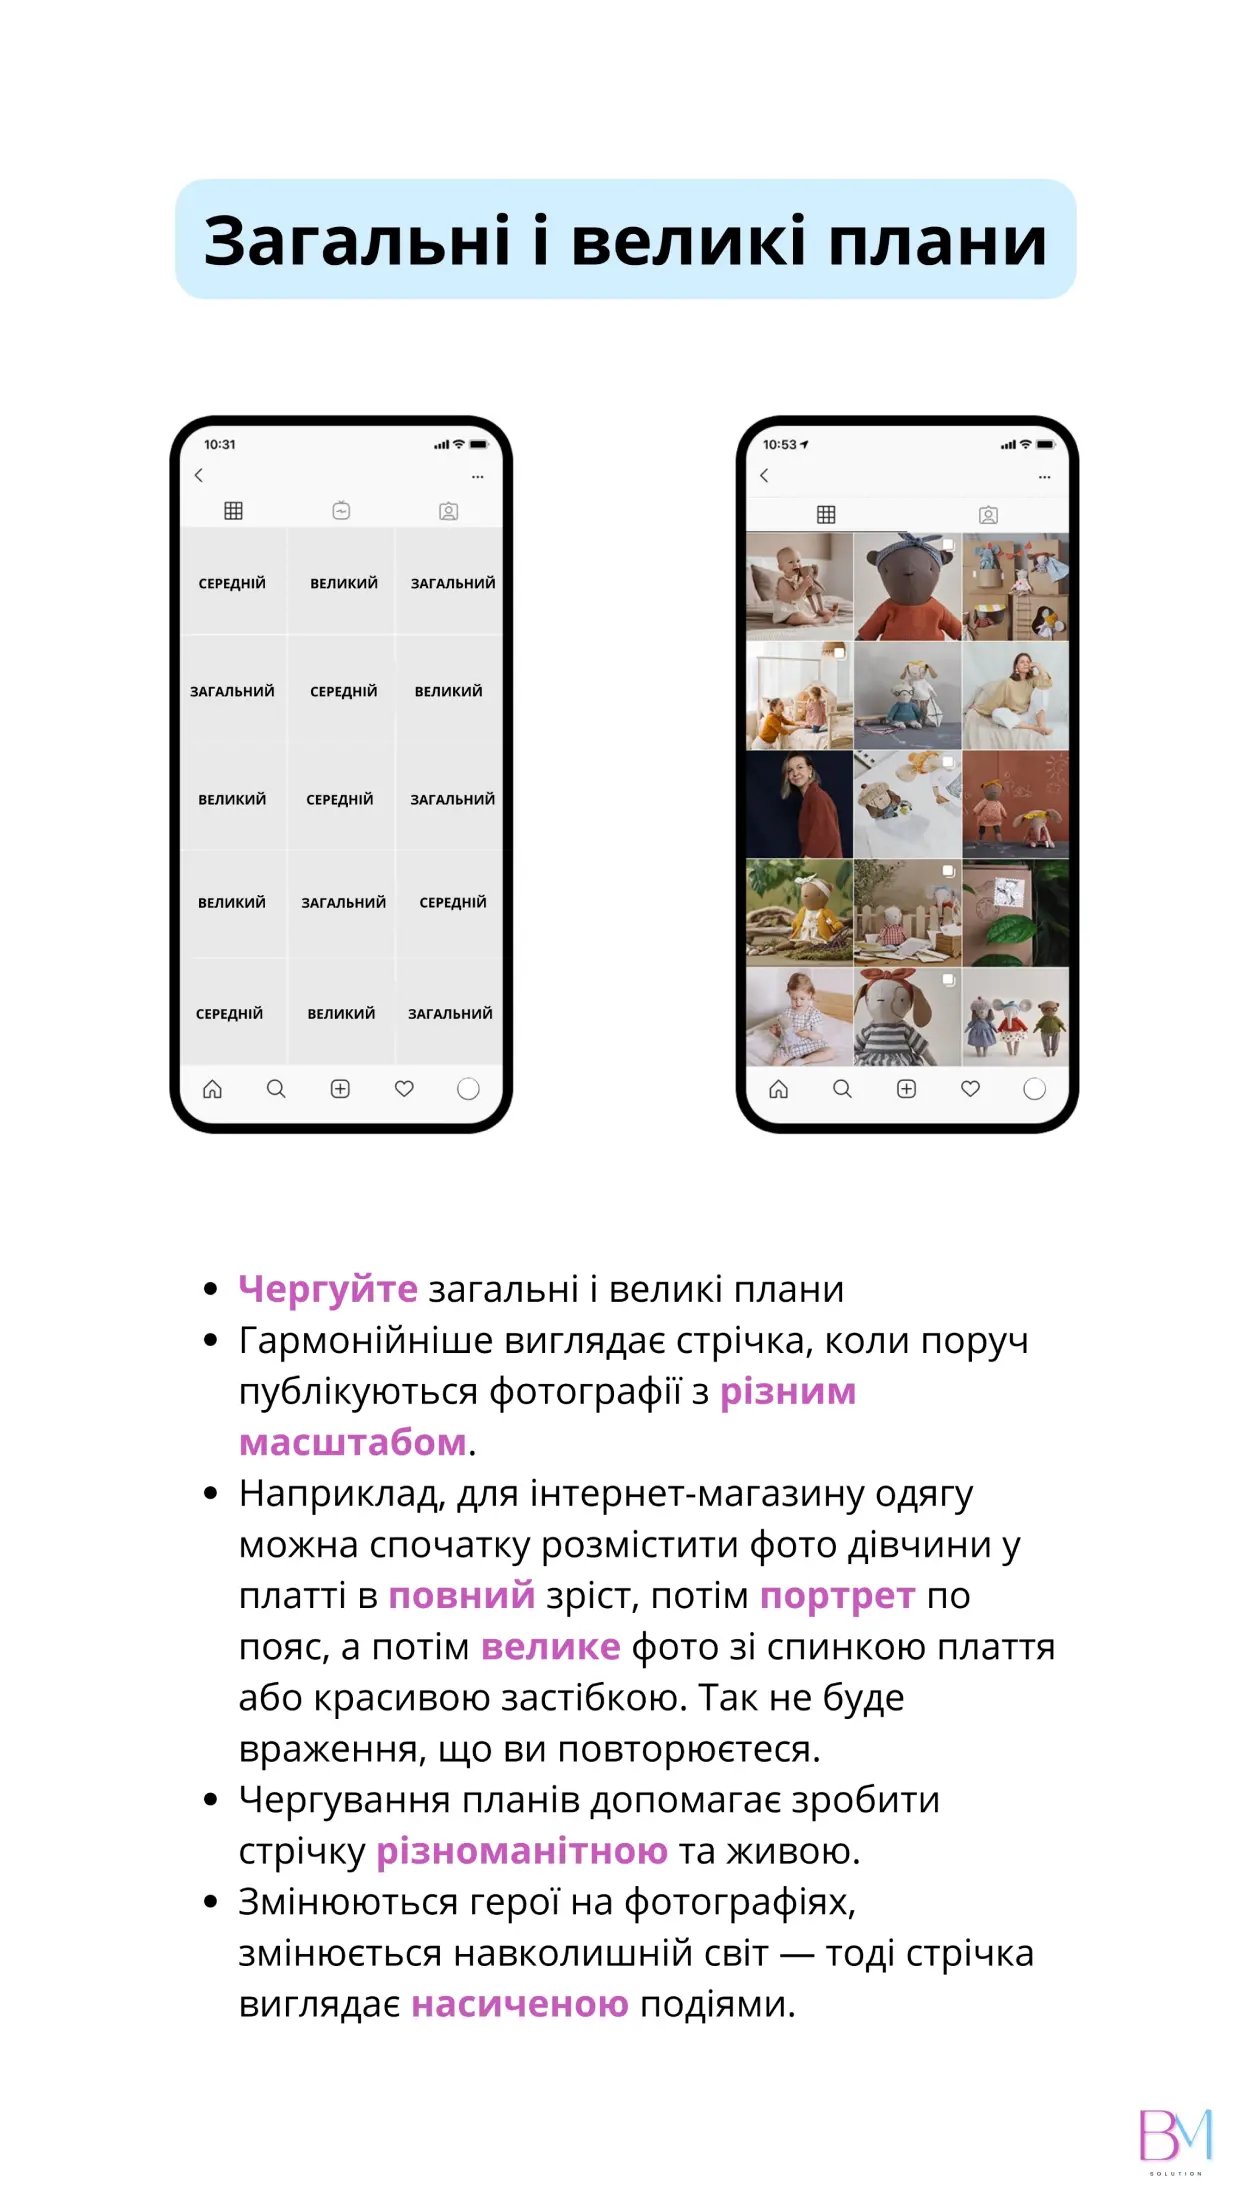 Загальні і великі плани
10:31
10:53
СЕРЕДНІЙ ВЕЛИКИЙ ЗАГАЛЬНИЙ
ЗАГАЛЬНИЙ СЕРЕДНІЙ ВЕЛИКИЙ
ВЕЛИКИЙ СЕРЕДНІЙ ЗАГАЛЬНИЙ
ВЕЛИКИЙ ЗАГАЛЬНИЙ СЕРЕДНІЙ
СЕРЕДНІЙ ВЕЛИКИЙ ЗАГАЛЬНИЙ
• Чергуйте загальні і великі плани
• Гармонійніше виглядає стрічка, коли поруч
публікуються фотографії з різним
масштабом.
• Наприклад, для інтернет-магазину одягу
можна спочатку розмістити фото дівчини у
платті в повний зріст, потім портрет по
пояс, а потім велике фото зі спинкою плаття
або красивою застібкою. Так не буде
враження, що ви повторюєтеся.
• Чергування планів допомагає зробити
стрічку різноманітною та живою.
• Змінюються герої на фотографіях,
змінюється навколишній світ — тоді стрічка
виглядає насиченою подіями.
BM
SOLUTION